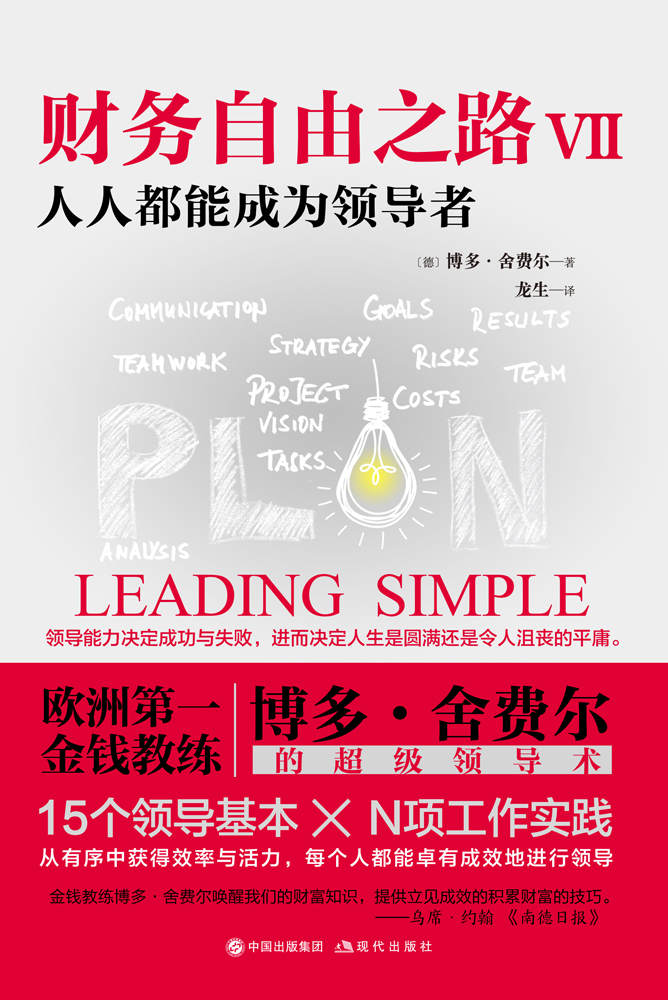 财务自由之路 VII
人人都能成为领导者
〔德〕博多·舍费尔—著
龙生—译
COMMUNICATION
GOALS
RESULTS
STRATEGY
TEAMWORK
RISKS
TEAM
PROJECT
COSTS
VISION
TASKS
PLAN
ANALYSIS
LEADING SIMPLE
领导能力决定成功与失败，进而决定人生是圆满还是令人沮丧的平庸。
欧洲第一
金钱教练
博多·舍费尔
的超级领导术
15个领导基本 × N项工作实践
从有序中获得效率与活力，每个人都能卓有成效地进行领导
金钱教练博多·舍费尔唤醒我们的财富知识，提供立见成效的积累财富的技巧。
——乌席·约翰 《南德日报》
中国出版集团 现代出版社